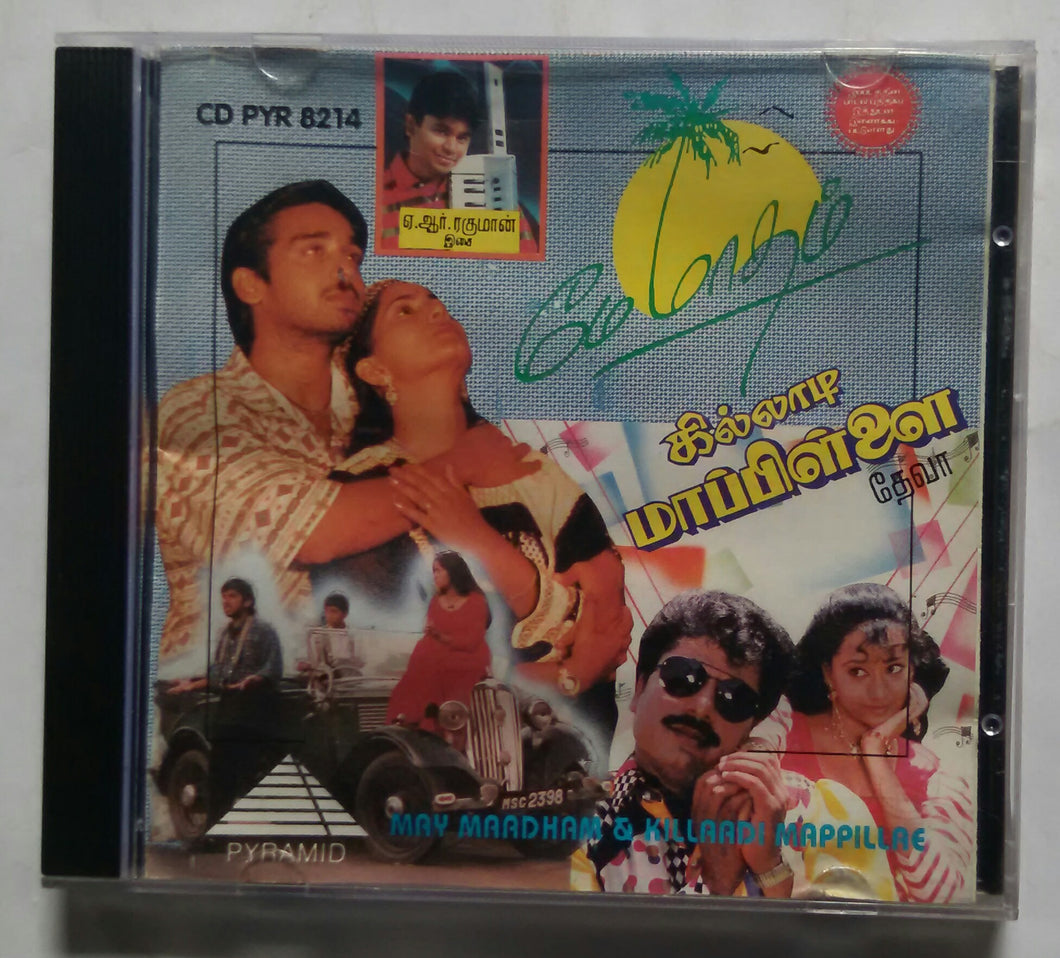 CD PYR 8214
ஏ.ஆர்.ரகுமான்
இசை
மே மாதம்
கில்லாடி
மாப்பிள்ளை
தேவா
MSC 2398
MAY MAADHAM & KILLAADI MAPPILLAE
PYRAMID